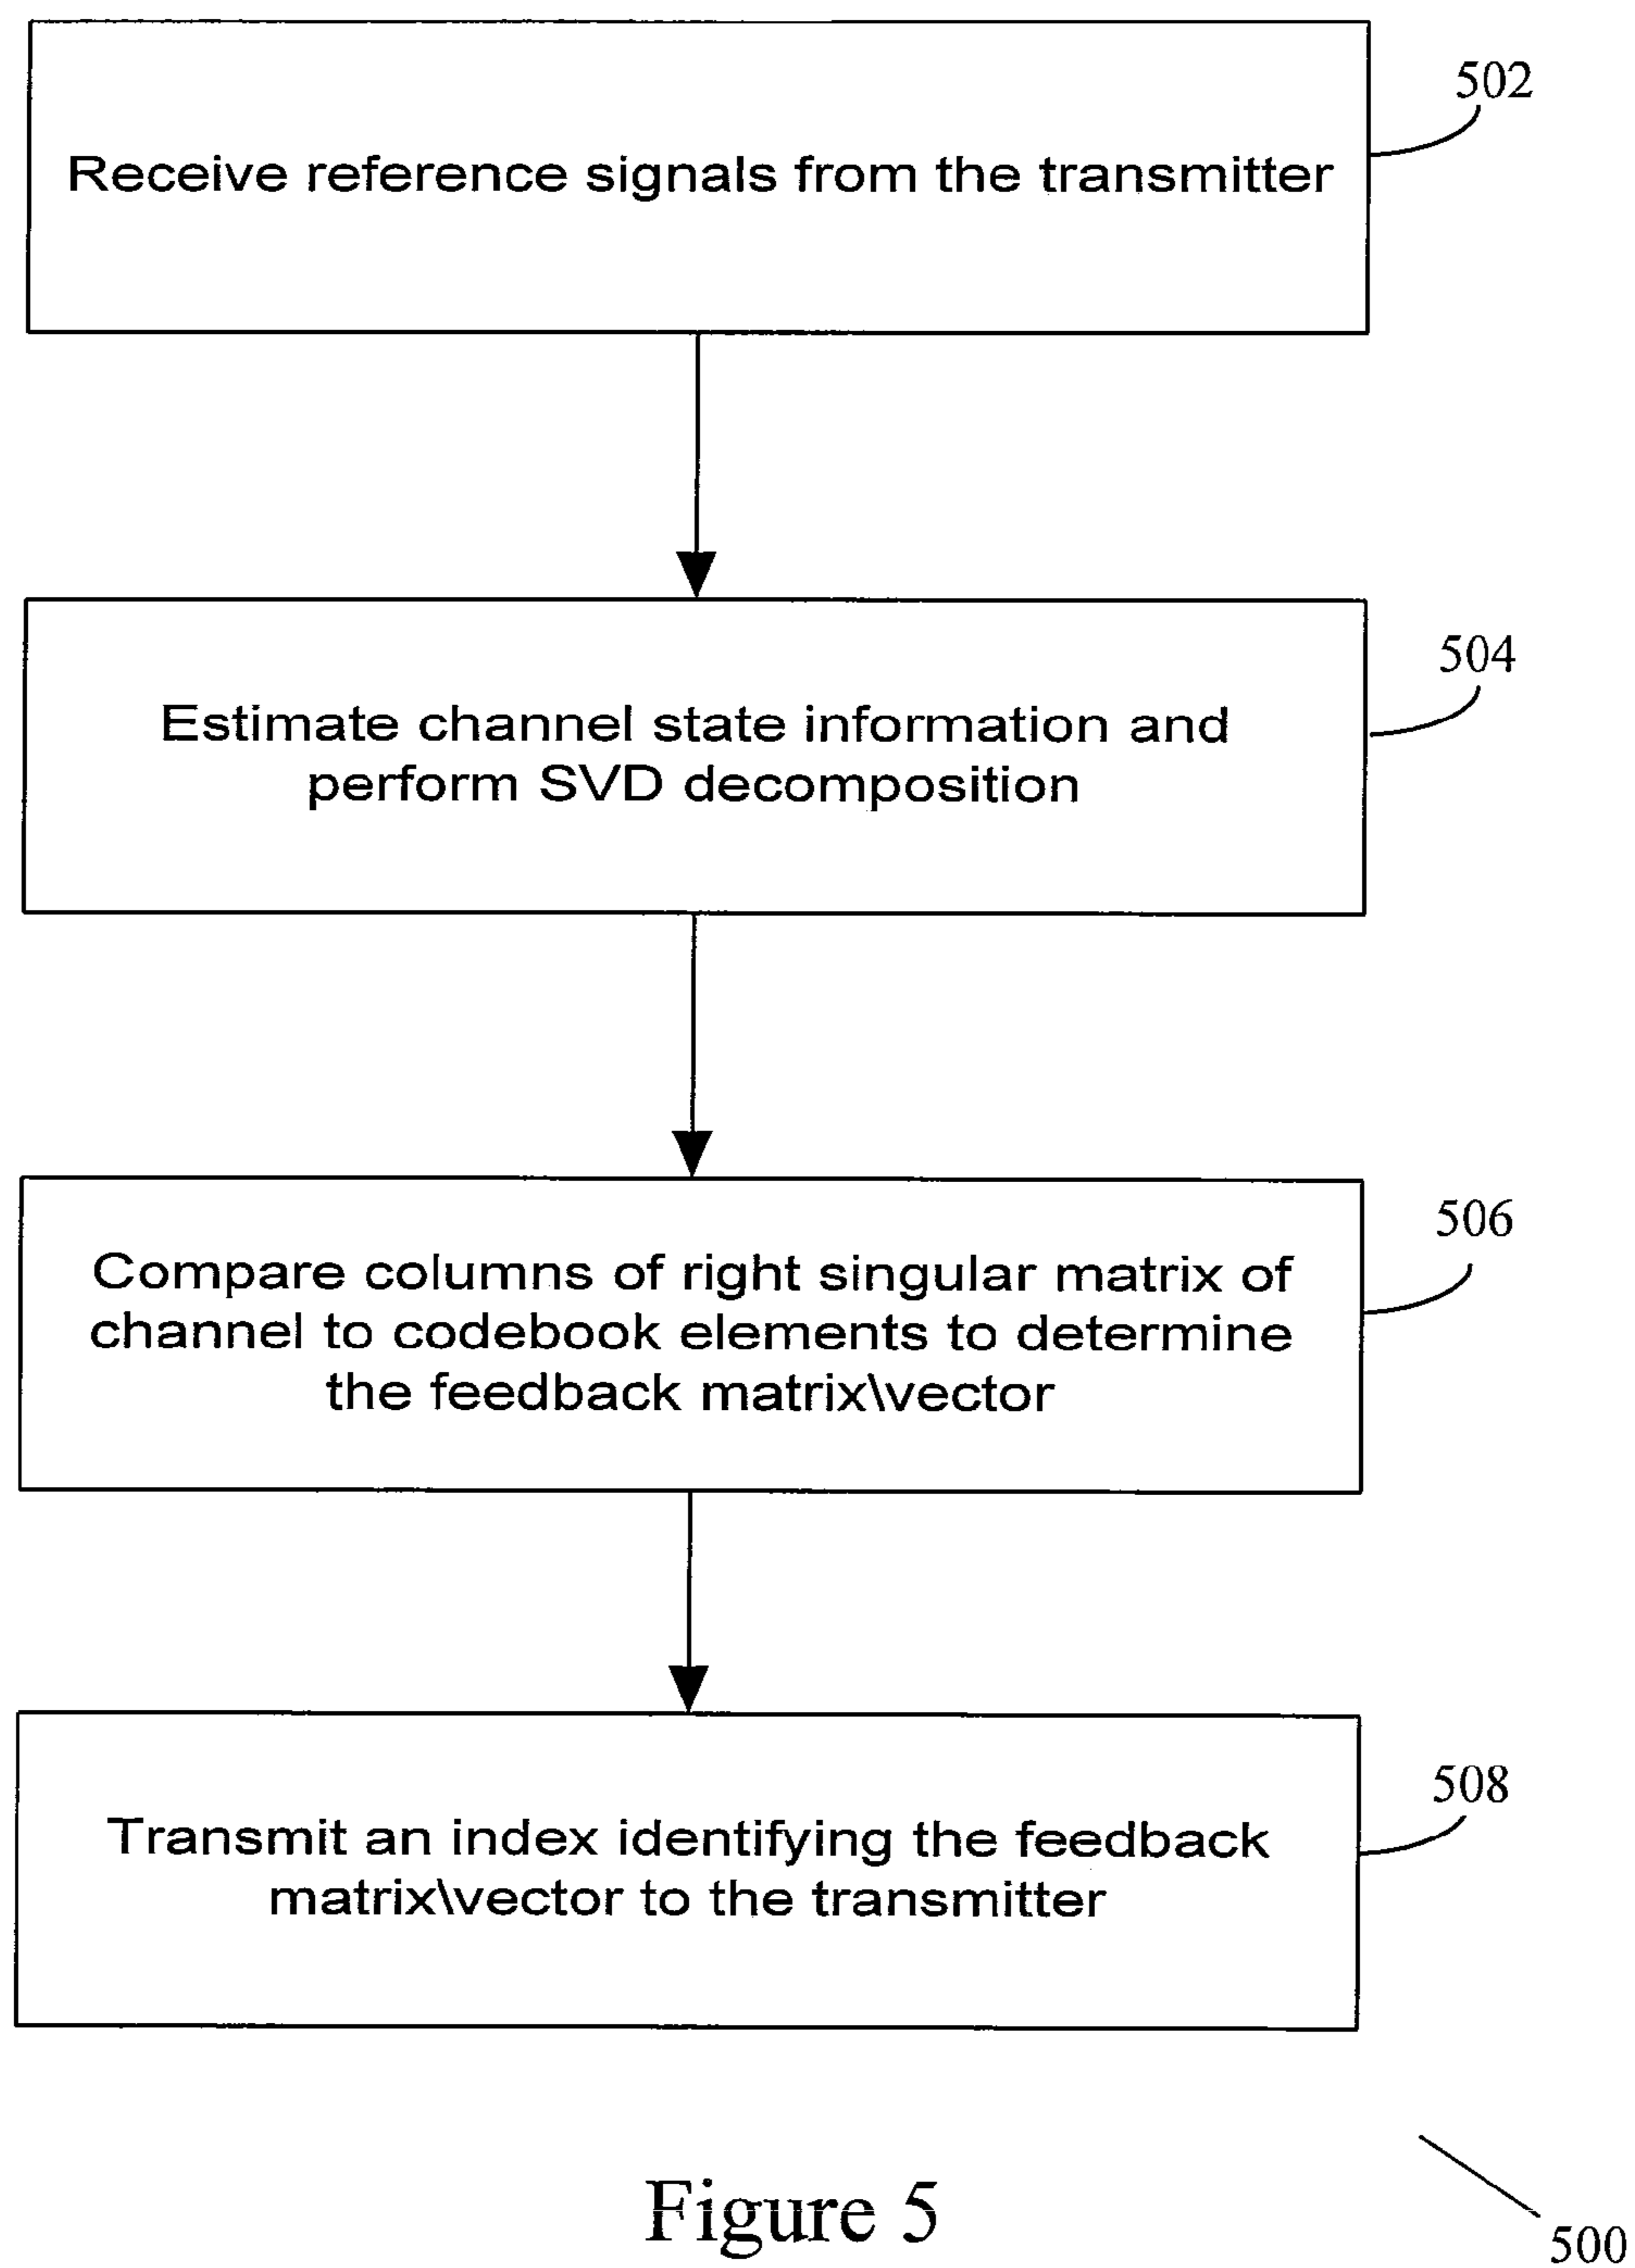 502
Receive reference signals from the transmitter
504
Estimate channel state information and
perform SVD decomposition
506
Compare columns of right singular matrix of
channel to codebook elements to determine
the feedback matrix\vector
508
Transmit an index identifying the feedback
matrix\vector to the transmitter
Figure 5
500